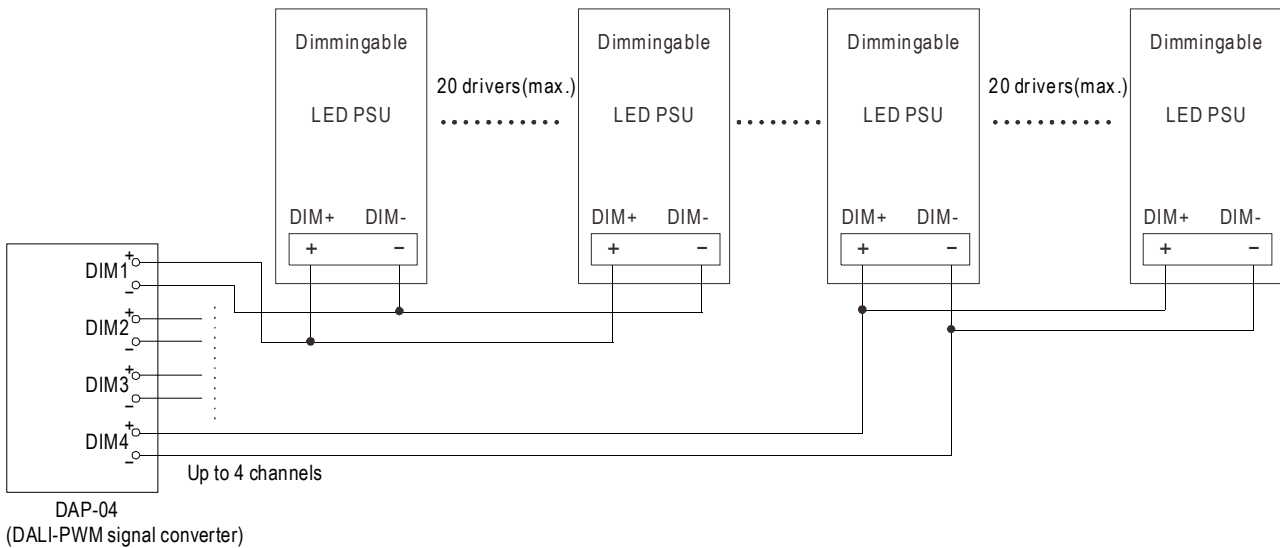 Dimmingable
LED PSU
DIM+ DIM-
+ −
20 drivers(max.)
Dimmingable
LED PSU
DIM+ DIM-
+ −
Dimmingable
LED PSU
DIM+ DIM-
+ −
20 drivers(max.)
Dimmingable
LED PSU
DIM+ DIM-
+ −
DIM1
+
−
DIM2
+
−
DIM3
+
−
DIM4
+
−
Up to 4 channels
DAP-04
(DALI-PWM signal converter)